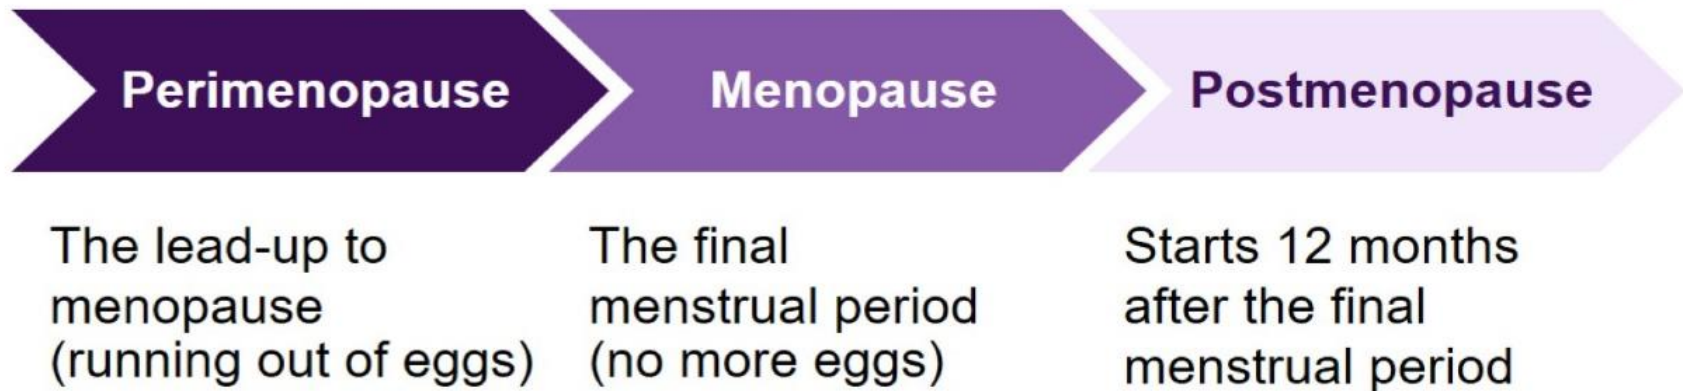 Perimenopause
Menopause
Postmenopause
The lead-up to
menopause
(running out of eggs)
The final
menstrual period
(no more eggs)
Starts 12 months
after the final
menstrual period